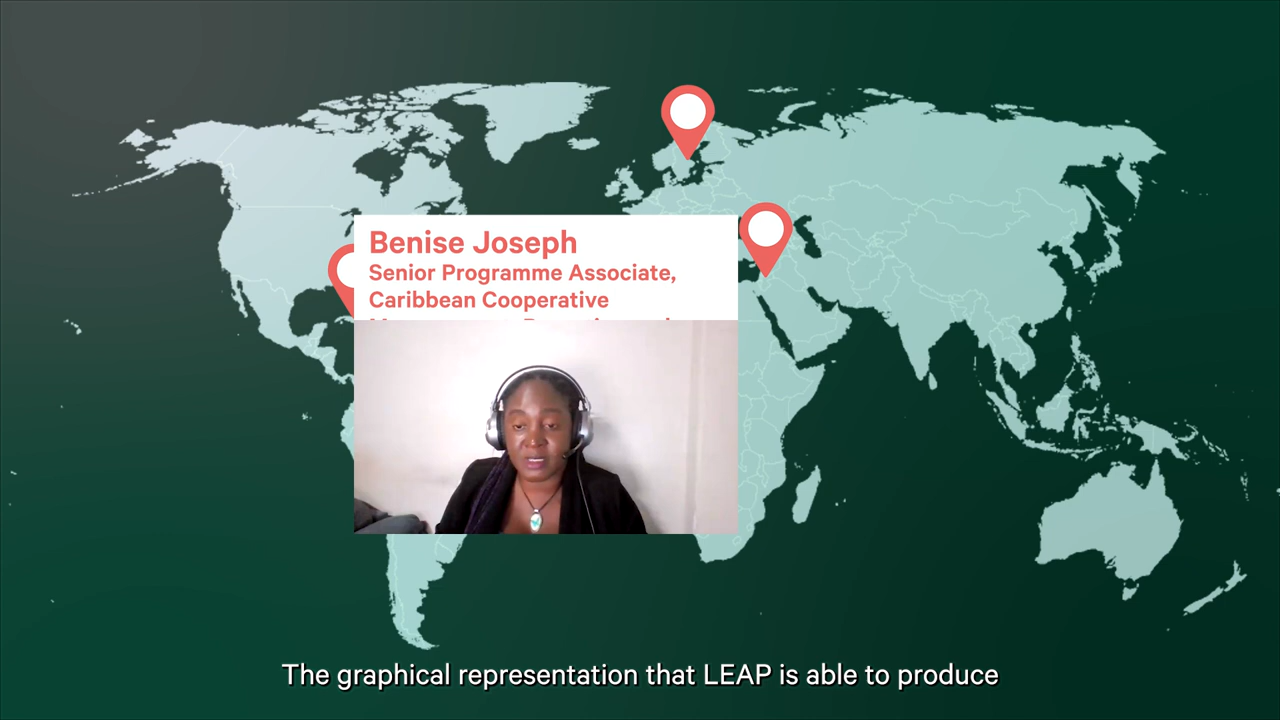 Benise Joseph
Senior Programme Associate,
Caribbean Cooperative
The graphical representation that LEAP is able to produce